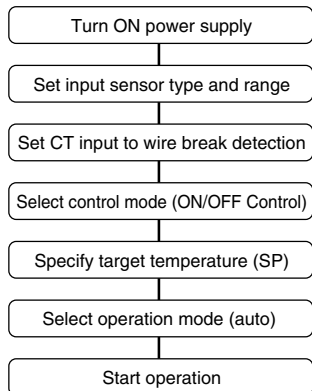 Turn ON power supply
Set input sensor type and range
Set CT input to wire break detection
Select control mode (ON/OFF Control)
Specify target temperature (SP)
Select operation mode (auto)
Start operation